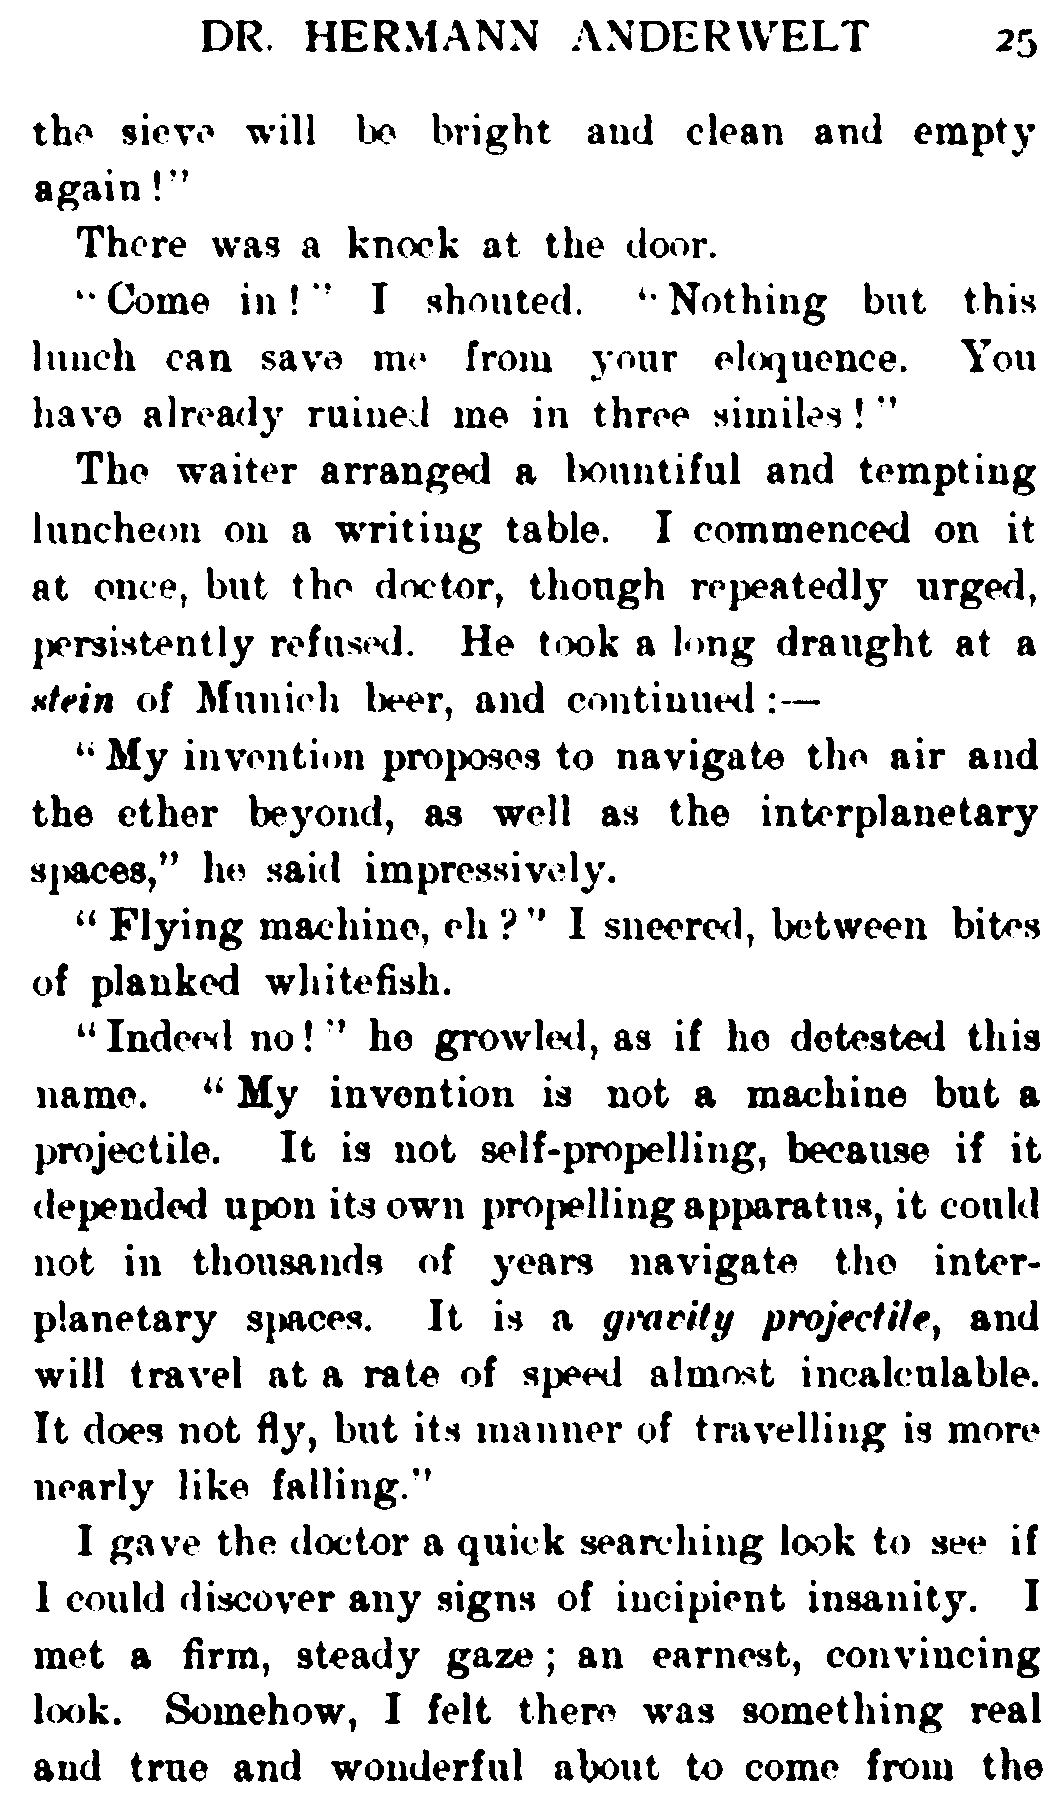 DR. HERMANN ANDERWELT 25
the sieve will be bright and clean and empty
again!"
There was a knock at the door.
"Come in!" I shouted. "Nothing but this
lunch can save me from your eloquence. You
have already ruined me in three similes!"
The waiter arranged a bountiful and tempting
luncheon on a writing table. I commenced on it
at once, but the doctor, though repeatedly urged,
persistently refused. He took a long draught at a
stein of Munich beer, and continued:—
"My invention proposes to navigate the air and
the ether beyond, as well as the interplanetary
spaces," he said impressively.
"Flying machine, eh?" I sneered, between bites
of planked whitefish.
"Indeed no!" he growled, as if he detested this
name. "My invention is not a machine but a
projectile. It is not self-propelling, because if it
depended upon its own propelling apparatus, it could
not in thousands of years navigate the inter-
planetary spaces. It is a gravity projectile, and
will travel at a rate of speed almost incalculable.
It does not fly, but its manner of travelling is more
nearly like falling."
I gave the doctor a quick searching look to see if
I could discover any signs of incipient insanity. I
met a firm, steady gaze; an earnest, convincing
look. Somehow, I felt there was something real
and true and wonderful about to come from the